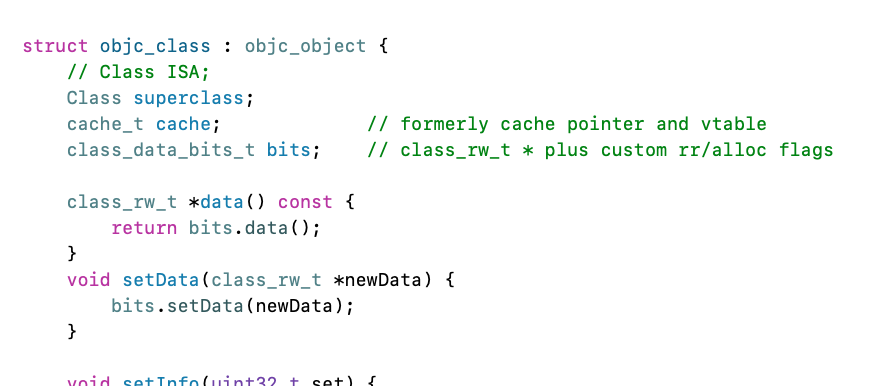 struct objc_class : objc_object {
    // Class ISA;
    Class superclass;
    cache_t cache;             // formerly cache pointer and vtable
    class_data_bits_t bits;    // class_rw_t * plus custom rr/alloc flags

    class_rw_t *data() const {
        return bits.data();
    }
    void setData(class_rw_t *newData) {
        bits.setData(newData);
    }

    void setInfo(uint32_t set) {